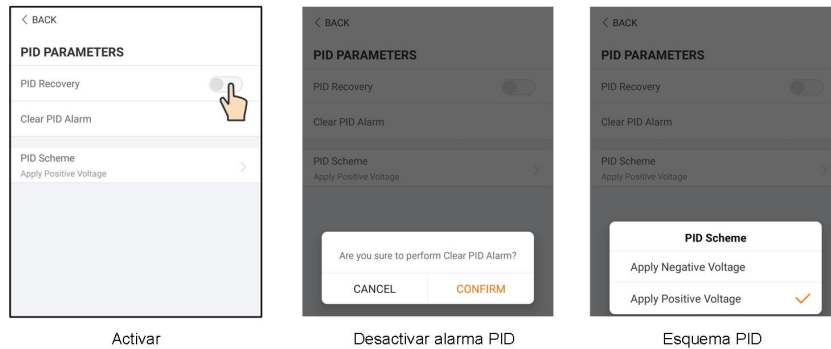 < BACK
PID PARAMETERS
PID Recovery
Clear PID Alarm
PID Scheme
Apply Positive Voltage
Activar
< BACK
PID PARAMETERS
PID Recovery
Clear PID Alarm
PID Scheme
Apply Positive Voltage
Are you sure to perform Clear PID Alarm?
CANCEL CONFIRM
Desactivar alarma PID
< BACK
PID PARAMETERS
PID Recovery
Clear PID Alarm
PID Scheme
Apply Positive Voltage
PID Scheme
Apply Negative Voltage
Apply Positive Voltage
Esquema PID